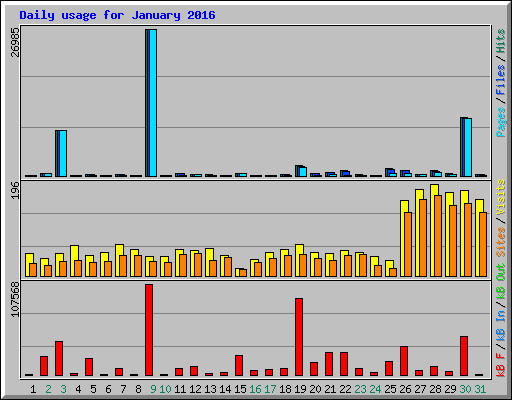 Daily usage for January 2016
26985
Pages / Files / Hits
196
Sites / Visits
107568
kB F / kB In / kB Out
1 2 3 4 5 6 7 8 9 10 11 12 13 14 15 16 17 18 19 20 21 22 23 24 25 26 27 28 29 30 31